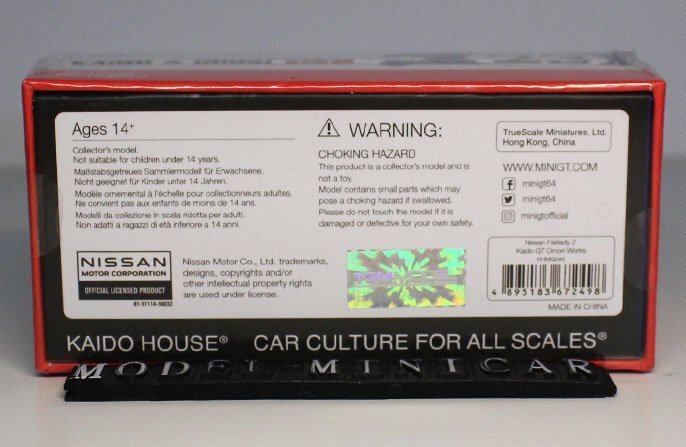 Ages 14+
Collector's model.
Not suitable for children under 14 years.
Maßstabsgetreues Sammlermodell für Erwachsene.
Nicht geeignet für Kinder unter 14 Jahren.
Modèle ornemental à l'échelle pour collectionneurs adultes.
Ne convient pas aux enfants de moins de 14 ans.
Modelli da collezione in scala ridotta per adulti.
Non adatti a ragazzi di età inferiore a 14 anni.
NISSAN
MOTOR CORPORATION
OFFICIAL LICENSED PRODUCT
01-51114-56832
Nissan Motor Co., Ltd. trademarks,
designs, copyrights and/or
other intellectual property rights
are used under license.
⚠ WARNING:
CHOKING HAZARD
This product is a collector's model and is
not a toy.
Model contains small parts which may
pose a choking hazard if swallowed.
Please do not touch the model if it is
damaged or defective for your own safety.
TrueScale Miniatures, Ltd.
Hong Kong, China
WWW.MINIGT.COM
minigt64
minigt64
minigtofficial
Nissan Fairlady Z
Kaido GT Omori Works
KHMG046
4 895183 672498
MADE IN CHINA
KAIDO HOUSE® CAR CULTURE FOR ALL SCALES®
MODEL MINICAR